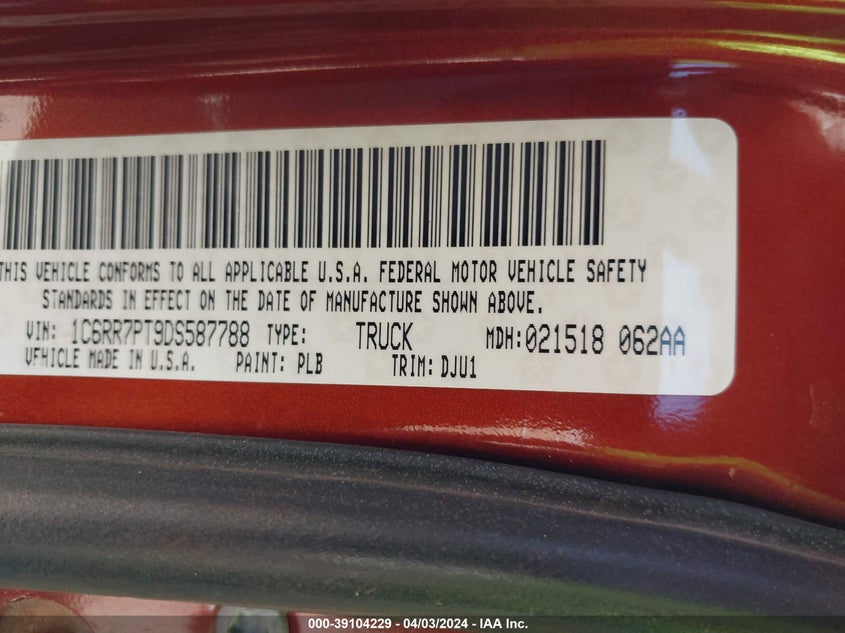 THIS VEHICLE CONFORMS TO ALL APPLICABLE U.S.A. FEDERAL MOTOR VEHICLE SAFETY
STANDARDS IN EFFECT ON THE DATE OF MANUFACTURE SHOWN ABOVE.
VIN: 1C6RR7PT9DS587788 TYPE: TRUCK MDH:021518 062AA
VEHICLE MADE IN U.S.A. PAINT: PLB TRIM: DJU1
000-39104229 - 04/03/2024 - IAA Inc.